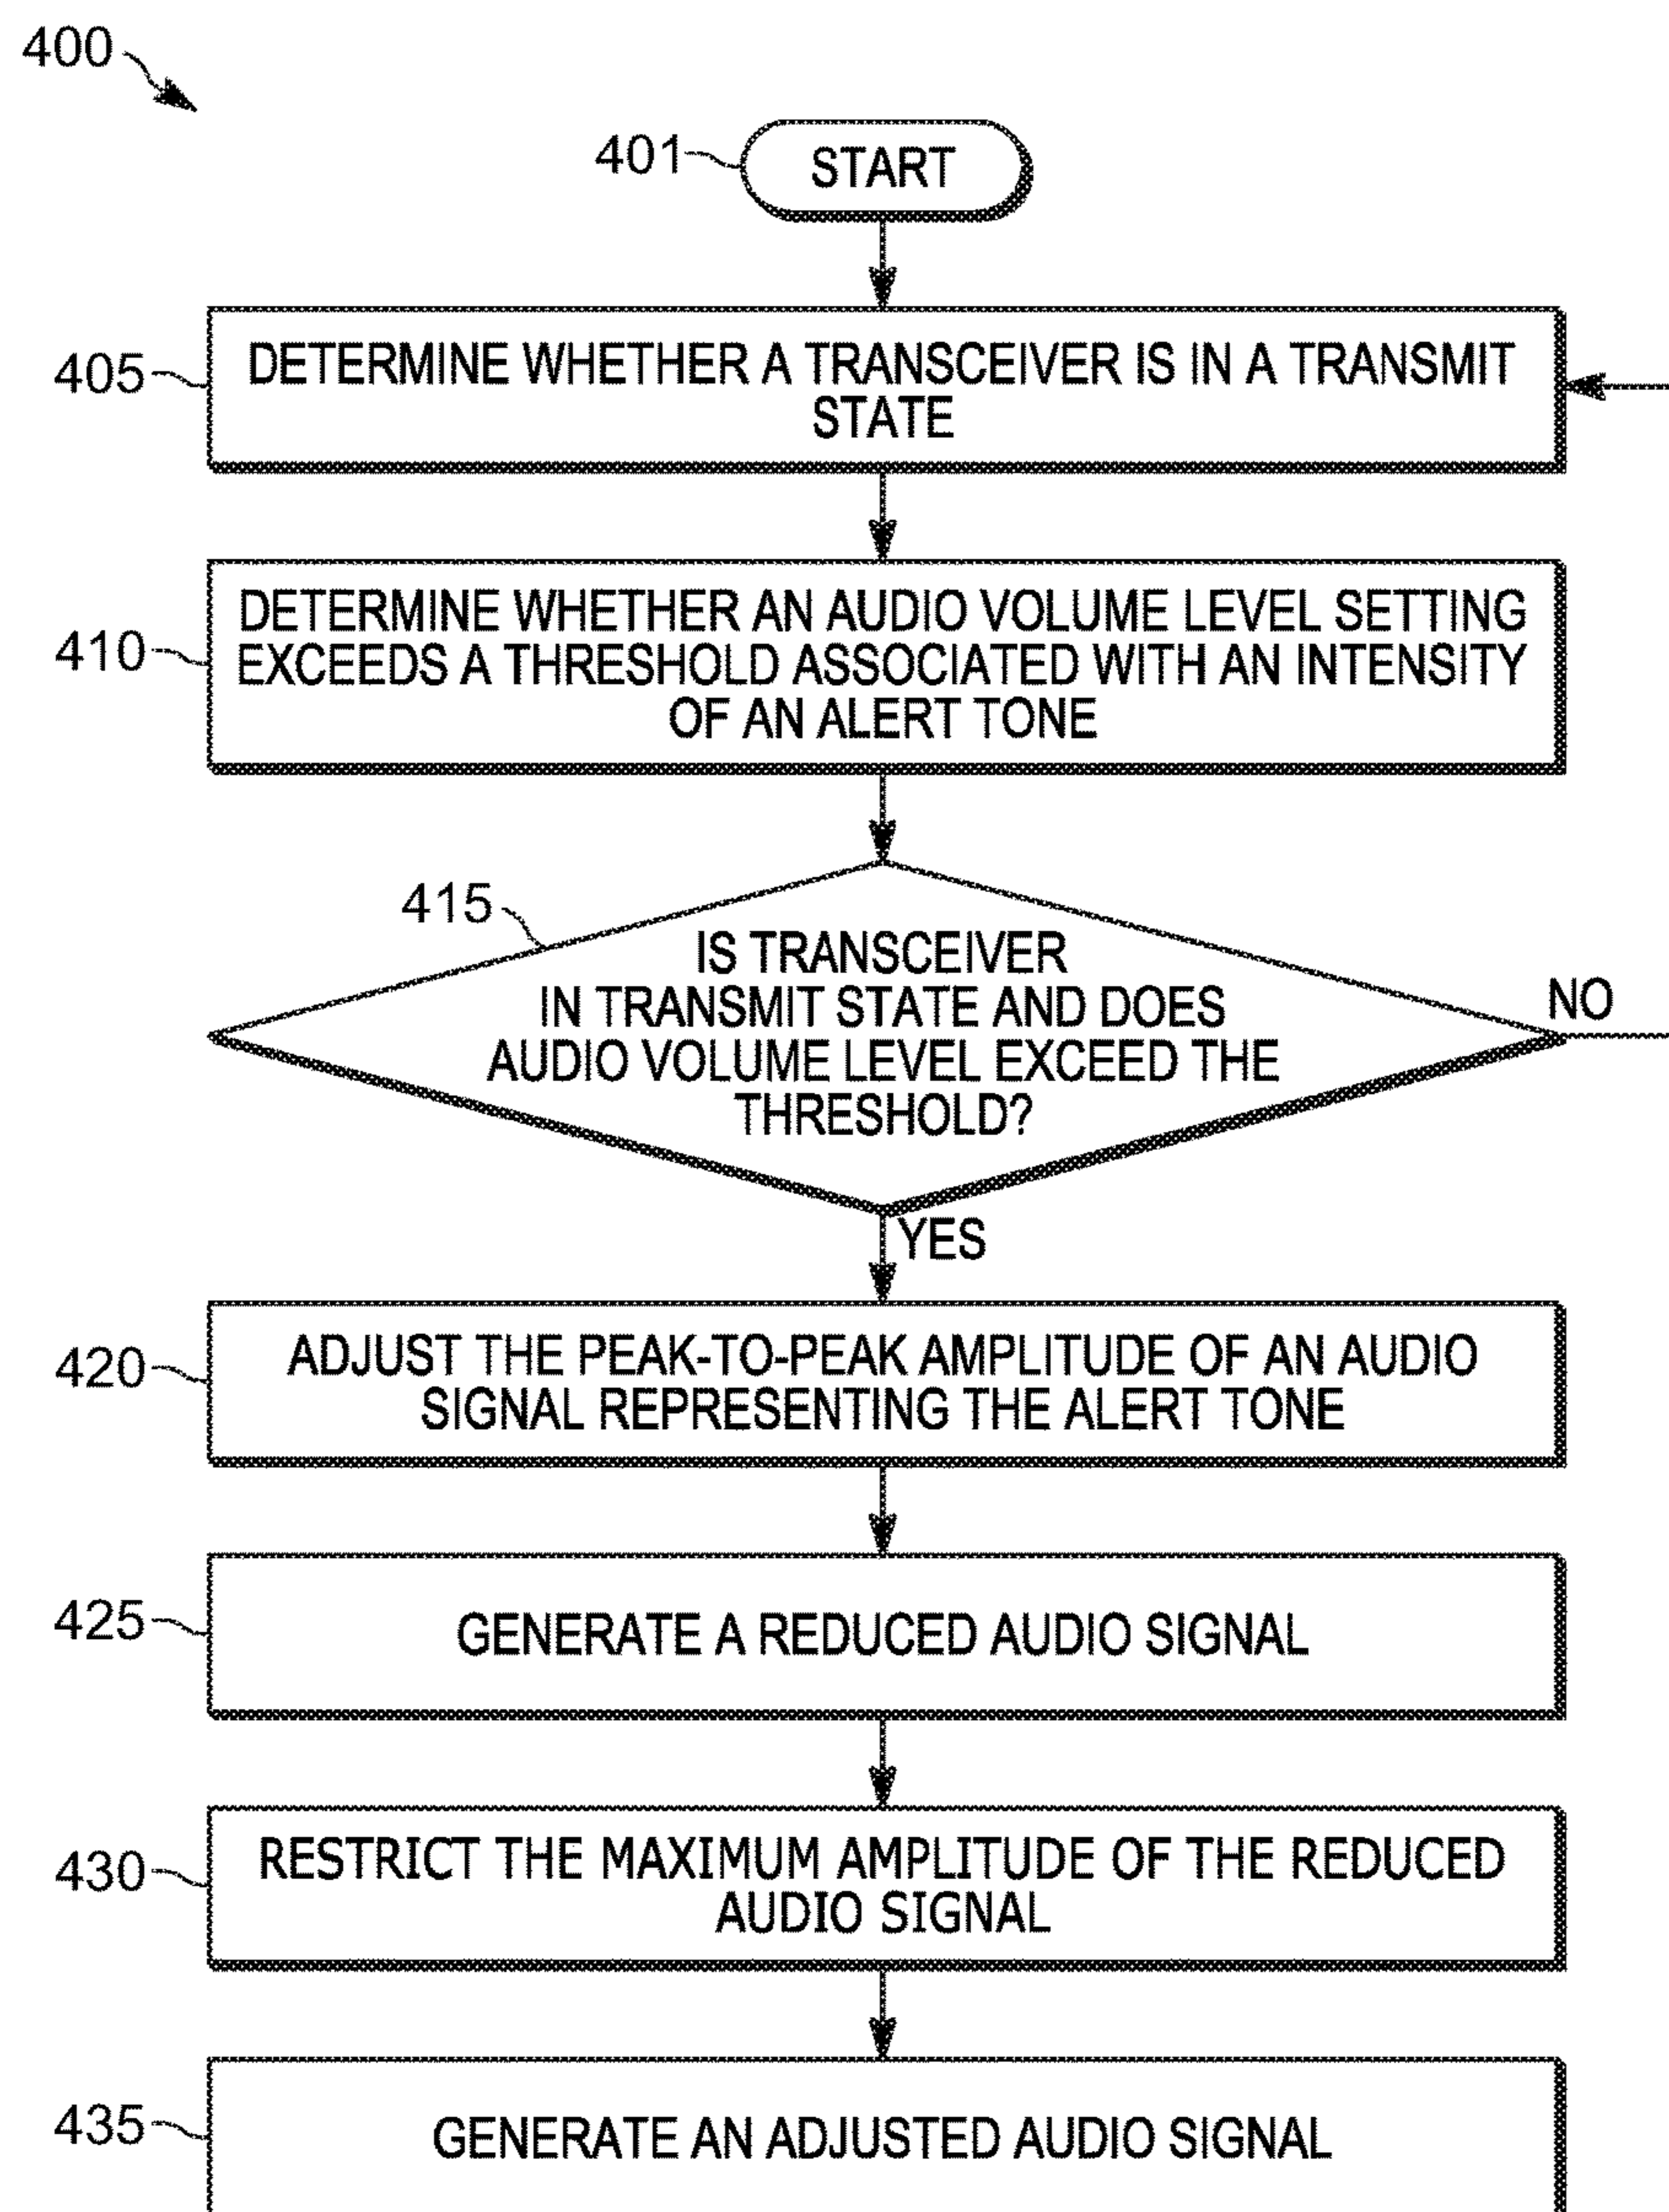 400
401
START
405
DETERMINE WHETHER A TRANSCEIVER IS IN A TRANSMIT
STATE
410
DETERMINE WHETHER AN AUDIO VOLUME LEVEL SETTING
EXCEEDS A THRESHOLD ASSOCIATED WITH AN INTENSITY
OF AN ALERT TONE
415
IS TRANSCEIVER
IN TRANSMIT STATE AND DOES
AUDIO VOLUME LEVEL EXCEED THE
THRESHOLD?
NO
YES
420
ADJUST THE PEAK-TO-PEAK AMPLITUDE OF AN AUDIO
SIGNAL REPRESENTING THE ALERT TONE
425
GENERATE A REDUCED AUDIO SIGNAL
430
RESTRICT THE MAXIMUM AMPLITUDE OF THE REDUCED
AUDIO SIGNAL
435
GENERATE AN ADJUSTED AUDIO SIGNAL